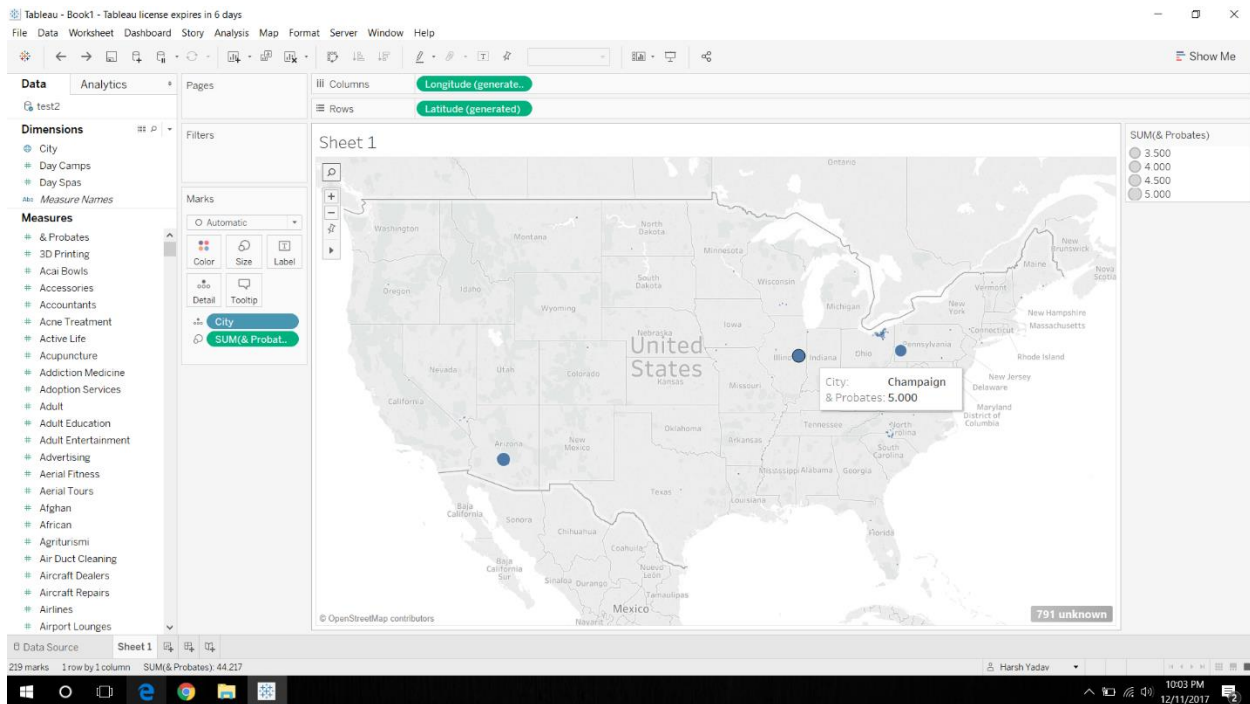 Tableau - Book1 - Tableau license expires in 6 days
File Data Worksheet Dashboard Story Analysis Map Format Server Window Help
Show Me
Data Analytics
test2
Dimensions
City
Day Camps
Day Spas
Abc Measure Names
Measures
& Probates
3D Printing
Acai Bowls
Accessories
Accountants
Acne Treatment
Active Life
Acupuncture
Addiction Medicine
Adoption Services
Adult
Adult Education
Adult Entertainment
Advertising
Aerial Fitness
Aerial Tours
Afghan
African
Agriturismi
Air Duct Cleaning
Aircraft Dealers
Aircraft Repairs
Airlines
Airport Lounges
Pages
Filters
Marks
Automatic
Color Size Label
Detail Tooltip
City
SUM(& Probat..
iii Columns Longitude (generate..
Rows Latitude (generated)
Sheet 1
Ontario
Washington
Montana
North
Dakota
Minnesota
New
Brunswick
Maine
Nova
Scotia
Oregon
Idaho
South
Dakota
Wisconsin
Vermont
Wyoming
Michigan
New
York
New Hampshire
Massachusetts
Iowa
Connecticut
Nebraska
United
States
Illinois
Indiana
Ohio
Pennsylvania
Rhode Island
Nevada
Utah
Colorado
Kansas
Missouri
New Jersey
Delaware
City: Champaign
& Probates: 5.000
California
Maryland
District of
Columbia
Oklahoma
Tennessee
North
Carolina
Arizona
New
Mexico
Arkansas
South
Carolina
Mississippi
Alabama
Georgia
Texas
Louisiana
Baja
California
Sonora
Chihuahua
Florida
Coahuila
Baja
California
Sur
Nuevo
León
Sinaloa
Durango
Tamaulipas
Mexico
© OpenStreetMap contributors
791 unknown
SUM(& Probates)
3.500
4.000
4.500
5.000
Data Source Sheet 1
219 marks 1 row by 1 column SUM(& Probates): 44.217
Harsh Yadav
10:03 PM
12/11/2017
2